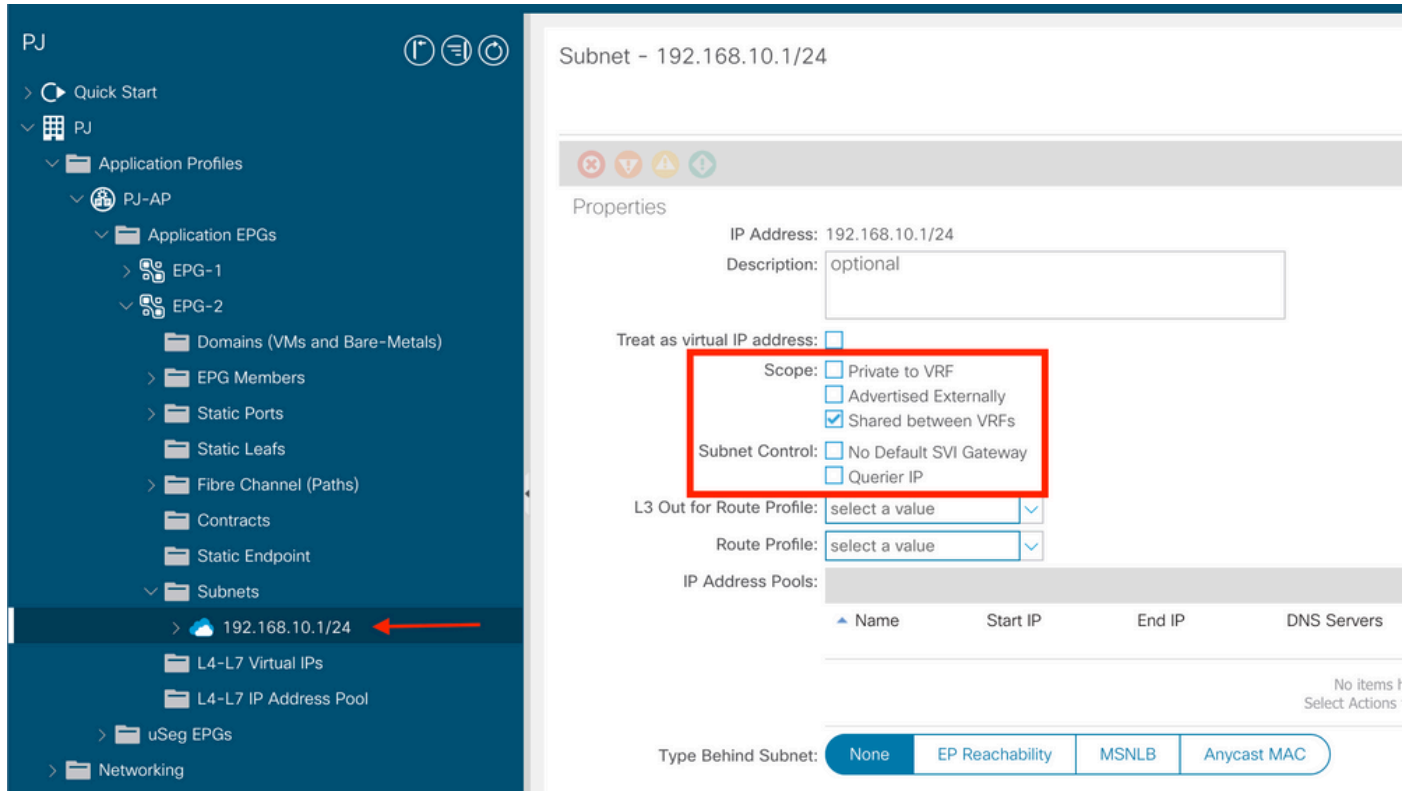 PJ
Quick Start
PJ
Application Profiles
PJ-AP
Application EPGs
EPG-1
EPG-2
Domains (VMs and Bare-Metals)
EPG Members
Static Ports
Static Leafs
Fibre Channel (Paths)
Contracts
Static Endpoint
Subnets
192.168.10.1/24
L4-L7 Virtual IPs
L4-L7 IP Address Pool
uSeg EPGs
Networking
Subnet - 192.168.10.1/24
Properties
IP Address: 192.168.10.1/24
Description: optional
Treat as virtual IP address:
Scope: Private to VRF
Advertised Externally
Shared between VRFs
Subnet Control: No Default SVI Gateway
Querier IP
L3 Out for Route Profile: select a value
Route Profile: select a value
IP Address Pools:
Name Start IP End IP DNS Servers
No items
Select Actions
Type Behind Subnet: None EP Reachability MSNLB Anycast MAC